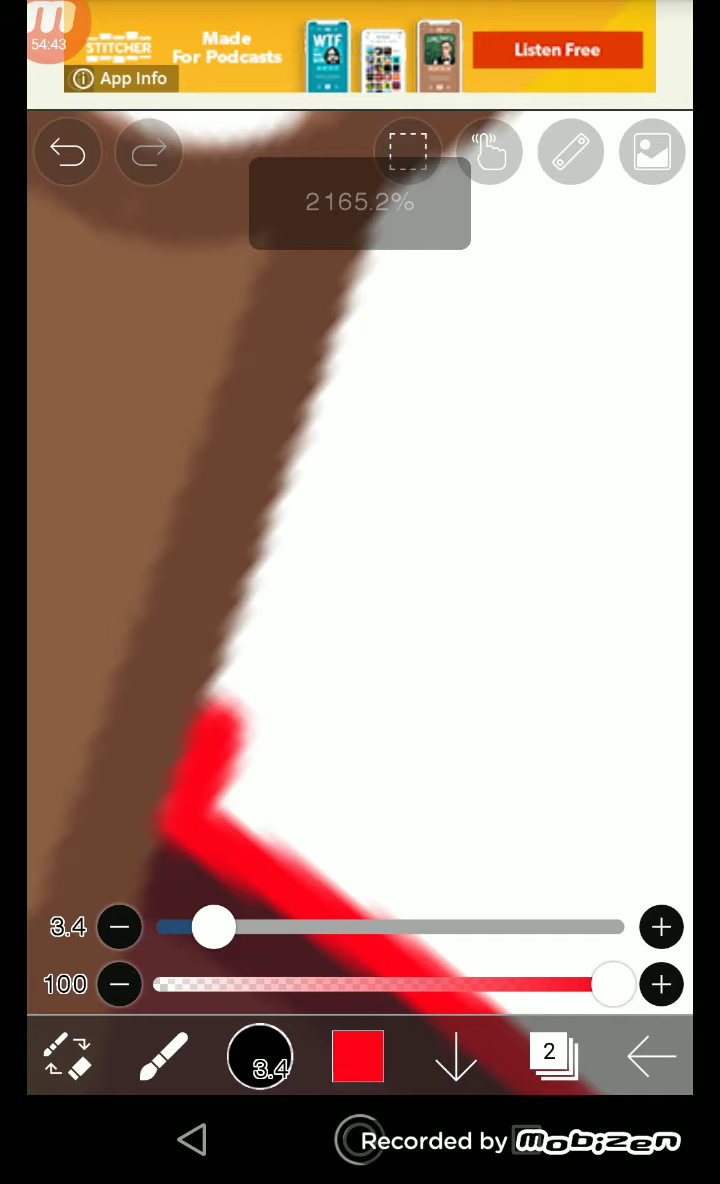 54:43
STITCHER
Made
For Podcasts
WTF
Listen Free
App Info
2165.2%
3.4
100
3.4
2
Recorded by Mobizen